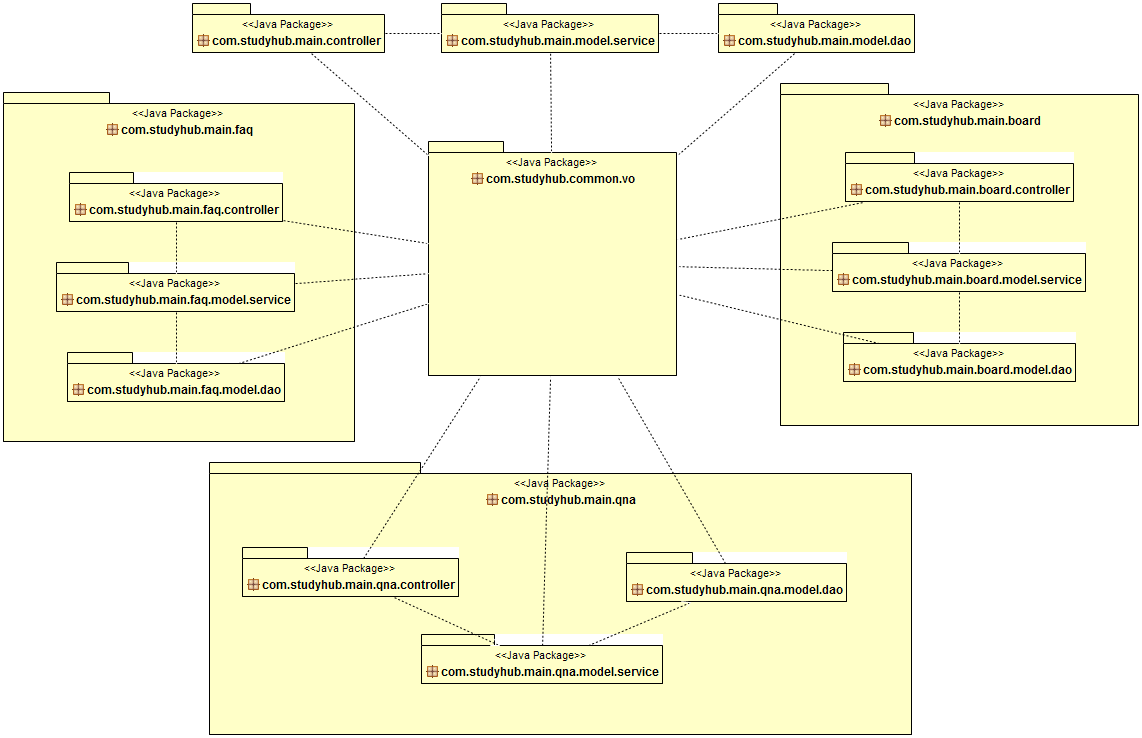 <<Java Package>>
com.studyhub.main.controller
<<Java Package>>
com.studyhub.main.model.service
<<Java Package>>
com.studyhub.main.model.dao
<<Java Package>>
com.studyhub.main.faq
<<Java Package>>
com.studyhub.main.faq.controller
<<Java Package>>
com.studyhub.main.faq.model.service
<<Java Package>>
com.studyhub.main.faq.model.dao
<<Java Package>>
com.studyhub.common.vo
<<Java Package>>
com.studyhub.main.board
<<Java Package>>
com.studyhub.main.board.controller
<<Java Package>>
com.studyhub.main.board.model.service
<<Java Package>>
com.studyhub.main.board.model.dao
<<Java Package>>
com.studyhub.main.qna
<<Java Package>>
com.studyhub.main.qna.controller
<<Java Package>>
com.studyhub.main.qna.model.dao
<<Java Package>>
com.studyhub.main.qna.model.service